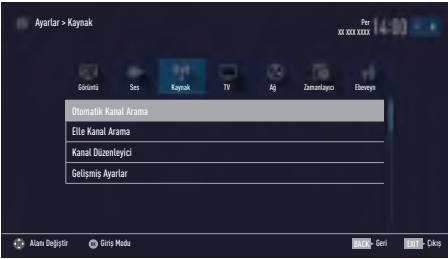 Ayarlar > Kaynak
Per
xx xxx xxxx
14:00
Görüntü Ses Kaynak TV Ağ Zamanlayıcı Ebeveyn
Otomatik Kanal Arama
Elle Kanal Arama
Kanal Düzenleyici
Gelişmiş Ayarlar
Alanı Değiştir OK Giriş Modu BACK Geri EXIT Çıkış